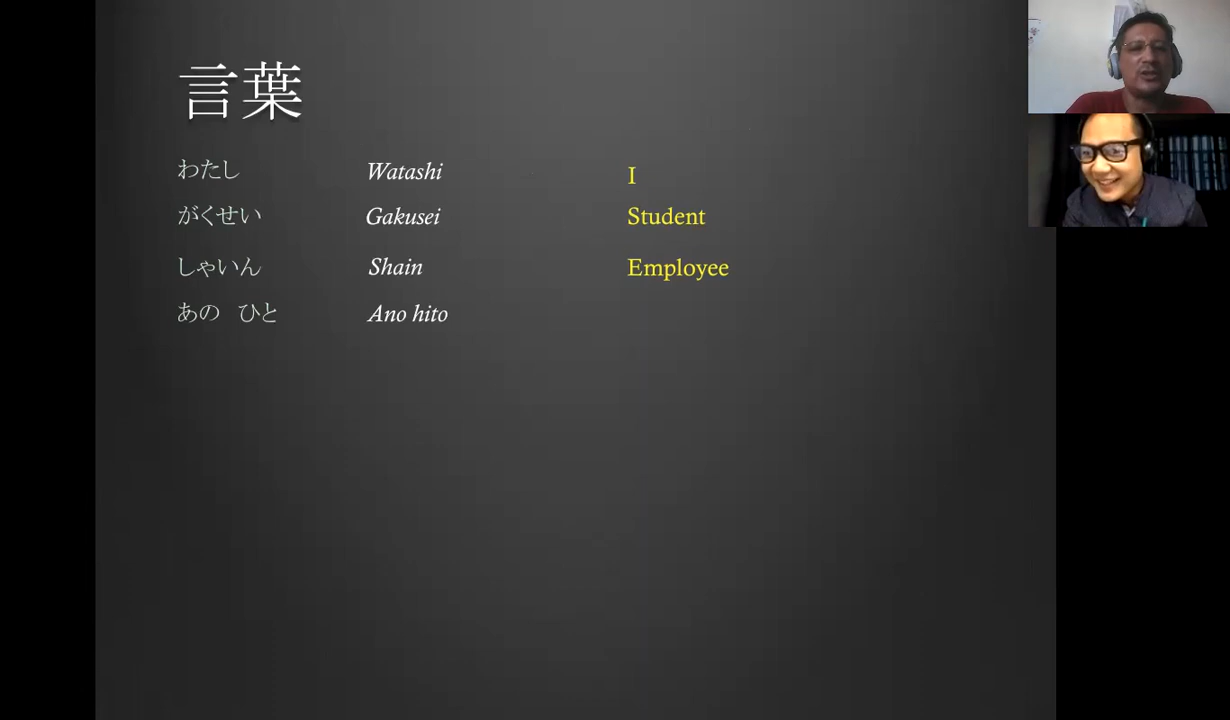 言葉
わたし Watashi I
がくせい Gakusei Student
しゃいん Shain Employee
あの ひと Ano hito